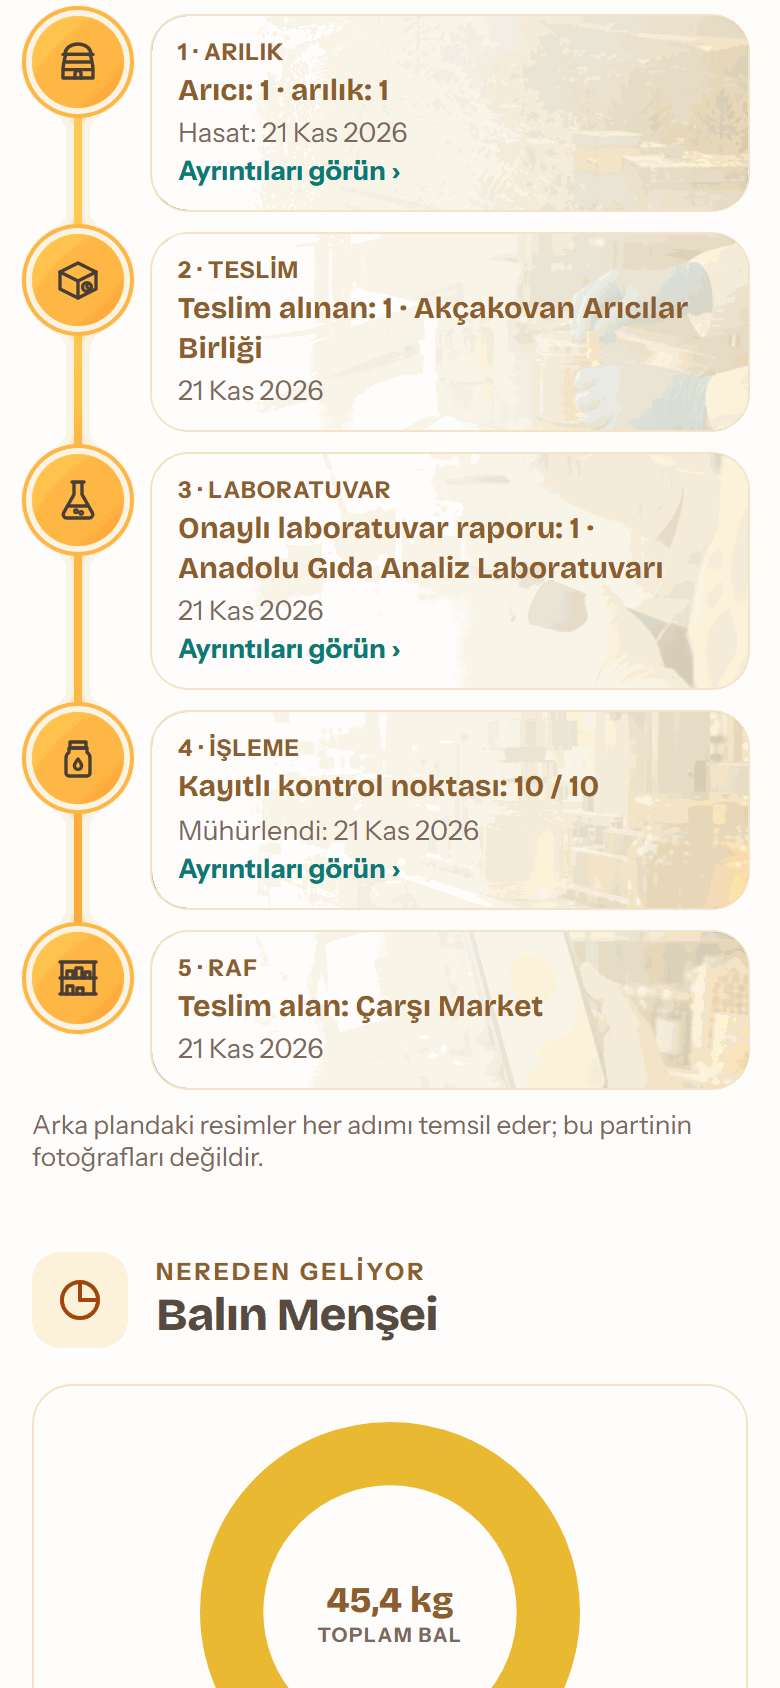 1 · ARILIK
Arıcı: 1 · arılık: 1
Hasat: 21 Kas 2026
Ayrıntıları görün ›
2 · TESLİM
Teslim alınan: 1 · Akçakovan Arıcılar
Birliği
21 Kas 2026
3 · LABORATUVAR
Onaylı laboratuvar raporu: 1 ·
Anadolu Gıda Analiz Laboratuvarı
21 Kas 2026
Ayrıntıları görün ›
4 · İŞLEME
Kayıtlı kontrol noktası: 10 / 10
Mühürlendi: 21 Kas 2026
Ayrıntıları görün ›
5 · RAF
Teslim alan: Çarşı Market
21 Kas 2026
Arka plandaki resimler her adımı temsil eder; bu partinin
fotoğrafları değildir.
NEREDEN GELİYOR
Balın Menşei
45,4 kg
TOPLAM BAL